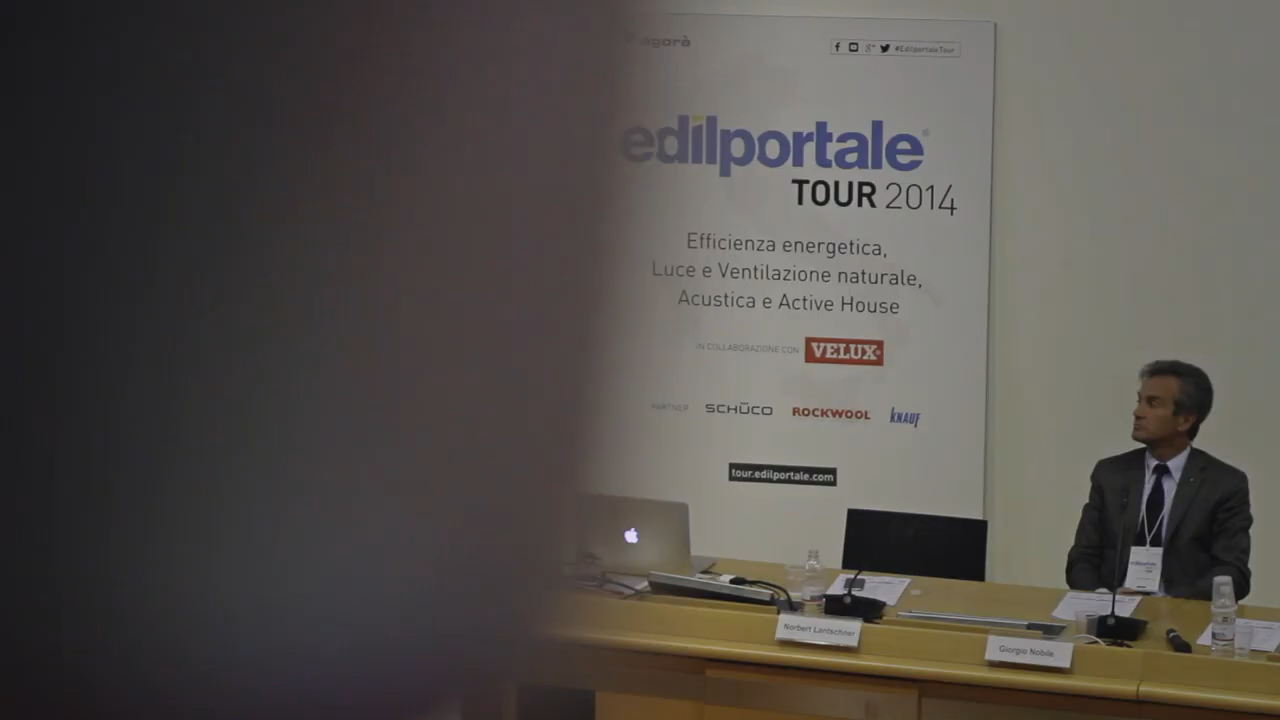 agorà
#EdilportaleTour
edilportale
TOUR 2014
Efficienza energetica,
Luce e Ventilazione naturale,
Acustica e Active House
IN COLLABORAZIONE CON VELUX
PARTNER SCHÜCO ROCKWOOL KNAUF
tour.edilportale.com
edilportale
Norbert Lantschner
Giorgio Nobile